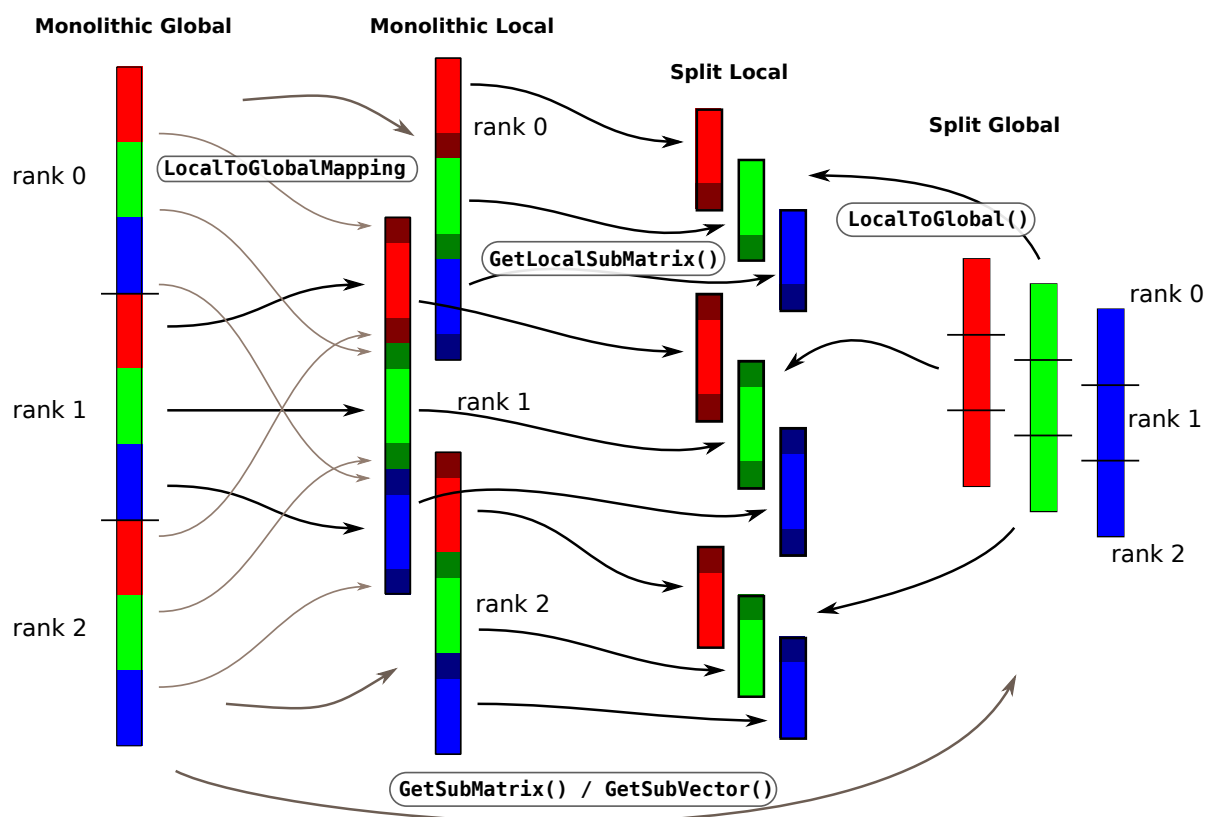 Monolithic Global
Monolithic Local
Split Local
Split Global
rank 0
LocalToGlobalMapping
rank 0
LocalToGlobal()
GetLocalSubMatrix()
rank 0
rank 1
rank 1
rank 1
rank 2
rank 2
rank 2
GetSubMatrix() / GetSubVector()